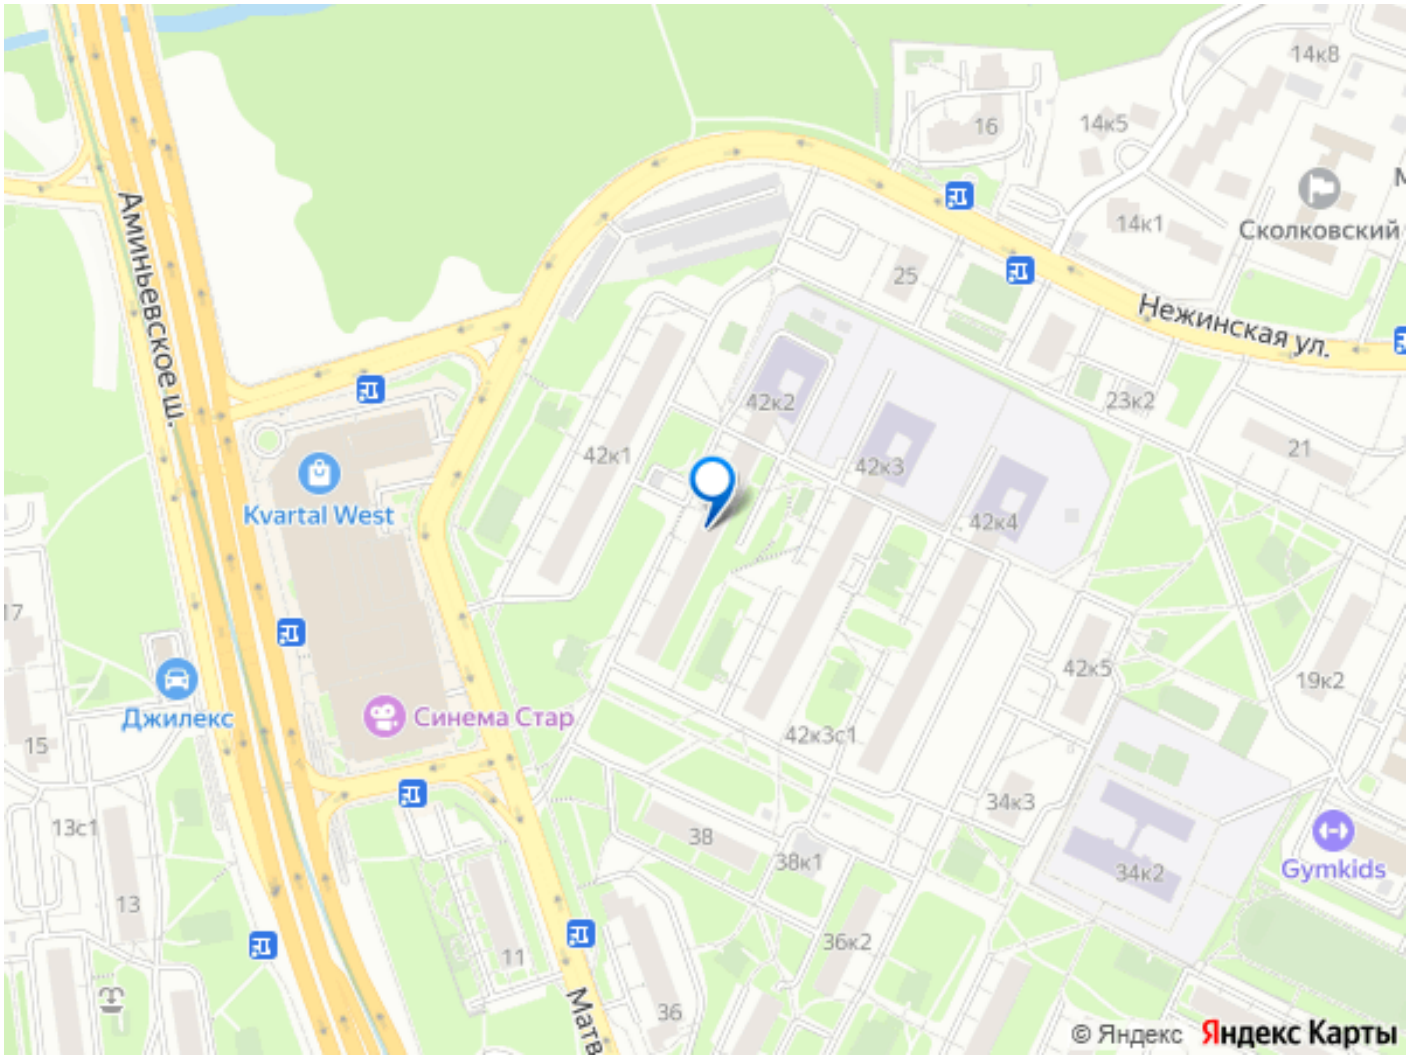 14к8
16
14к5
М
Сколковский
14к1
Аминьевское ш.
25
Нежинская ул.
42к2
23к2
42к1
42к3
21
Kvartal West
42к4
17
42к5
19к2
Джилекс
Синема Стар
15
42к3с1
34к3
13с1
38
38к1
34к2
Gymkids
13
36к2
11
36
Матв
© Яндекс Яндекс Карты